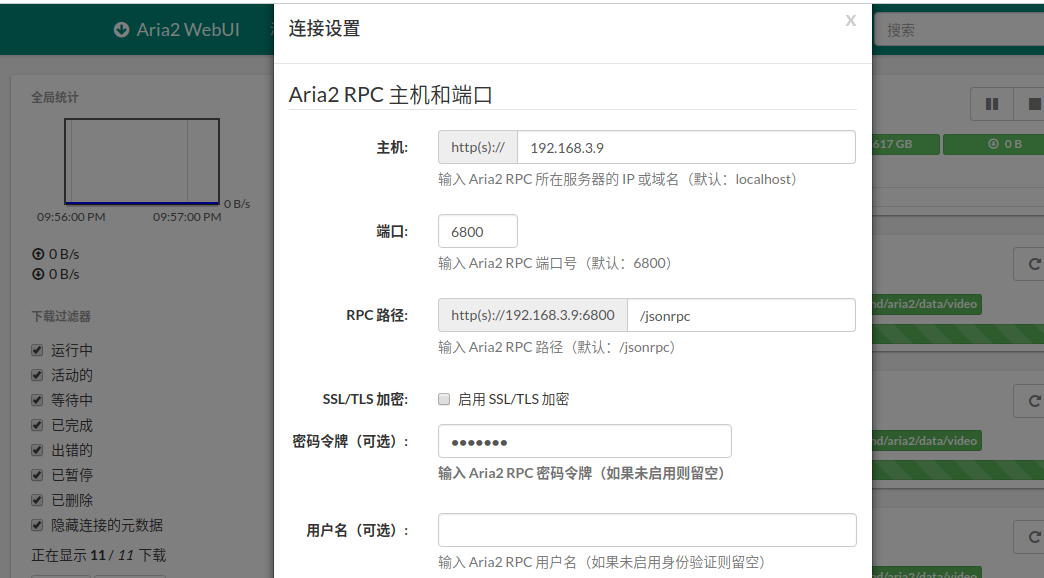 Aria2 WebUI
搜索
连接设置
X
全局统计
0 B/s
09:56:00 PM
09:57:00 PM
0 B/s
0 B/s
下载过滤器
运行中
活动的
等待中
已完成
出错的
已暂停
已删除
隐藏连接的元数据
正在显示 11 / 11 下载
Aria2 RPC 主机和端口
主机:
http(s)://
192.168.3.9
输入 Aria2 RPC 所在服务器的 IP 或域名（默认：localhost）
端口:
6800
输入 Aria2 RPC 端口号（默认：6800）
RPC 路径:
http(s)://192.168.3.9:6800
/jsonrpc
输入 Aria2 RPC 路径（默认：/jsonrpc）
SSL/TLS 加密:
启用 SSL/TLS 加密
密码令牌（可选）:
•••••••
输入 Aria2 RPC 密码令牌（如果未启用则留空）
用户名（可选）:
输入 Aria2 RPC 用户名（如果未启用身份验证则留空）
617 GB
0 B
nd/aria2/data/video
nd/aria2/data/video
nd/aria2/data/video